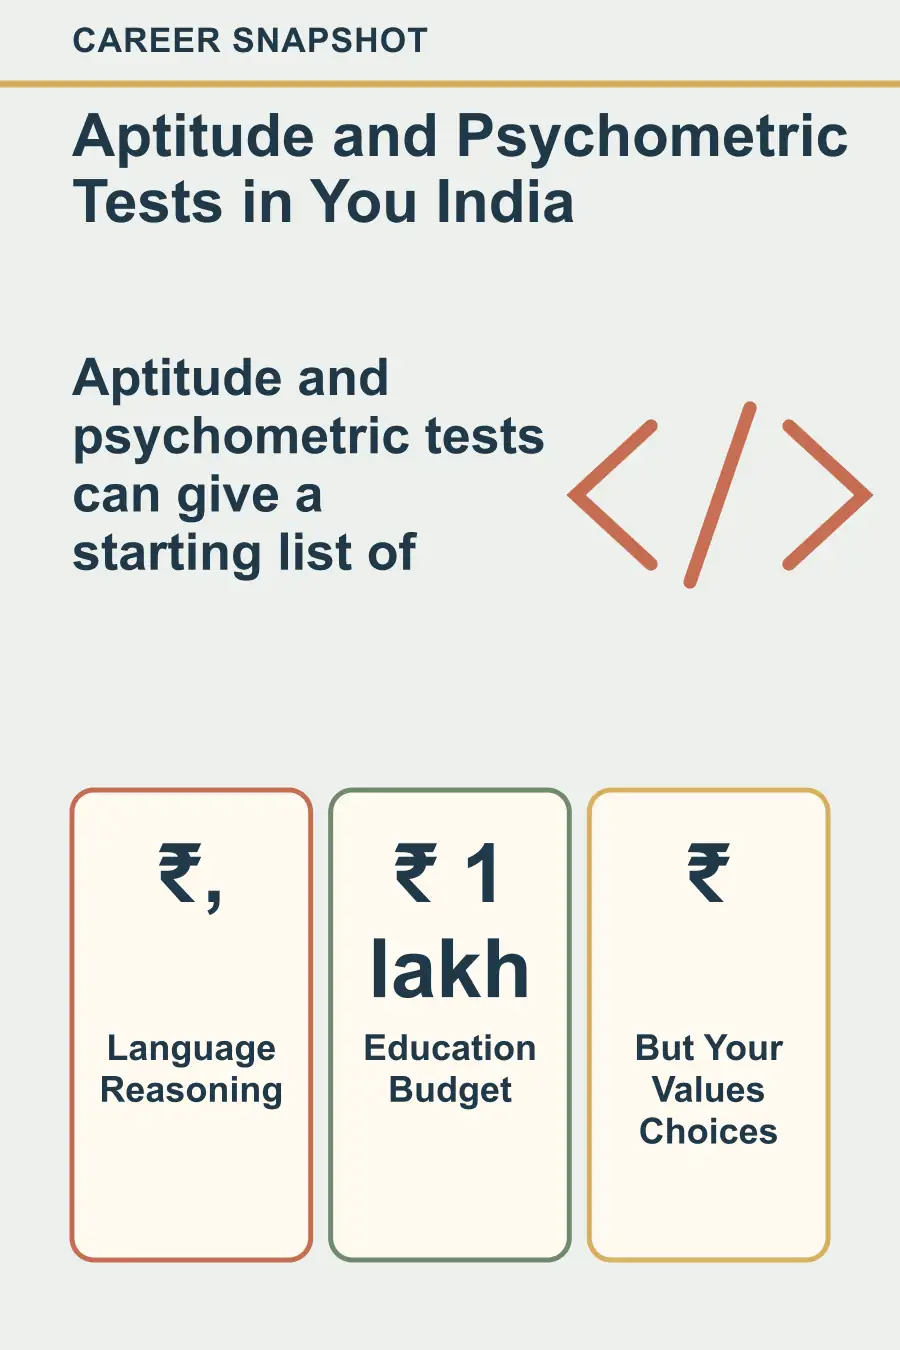 CAREER SNAPSHOT
Aptitude and Psychometric
Tests in You India
Aptitude and
psychometric tests
can give a
starting list of
</>
₹,
Language
Reasoning
₹ 1
lakh
Education
Budget
₹
But Your
Values
Choices